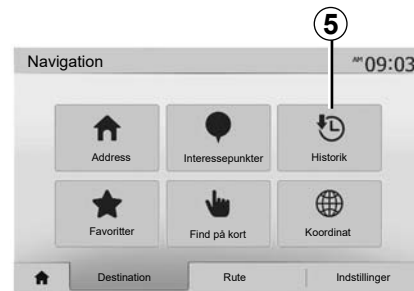 5
Navigation AM 09:03
Address Interessepunkter Historik
Favoritter Find på kort Koordinat
Destination Rute Indstillinger